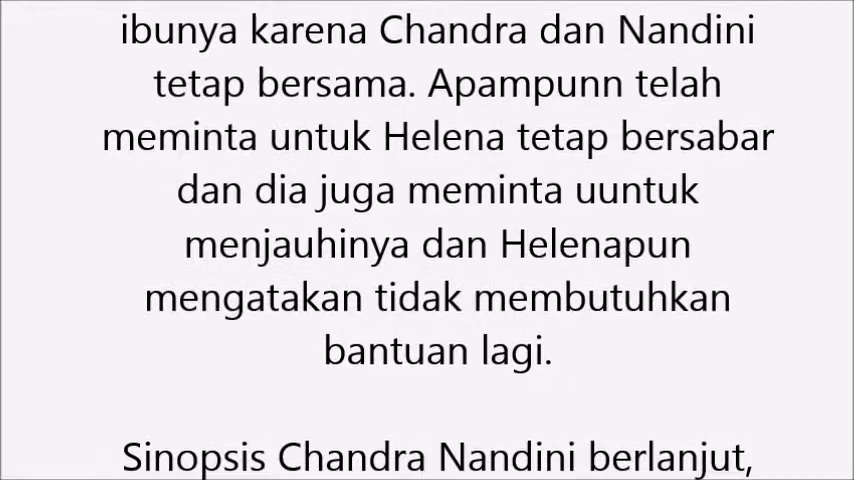 ibunya karena Chandra dan Nandini
tetap bersama. Apampunn telah
meminta untuk Helena tetap bersabar
dan dia juga meminta uuntuk
menjauhinya dan Helenapun
mengatakan tidak membutuhkan
bantuan lagi.
Sinopsis Chandra Nandini berlanjut,